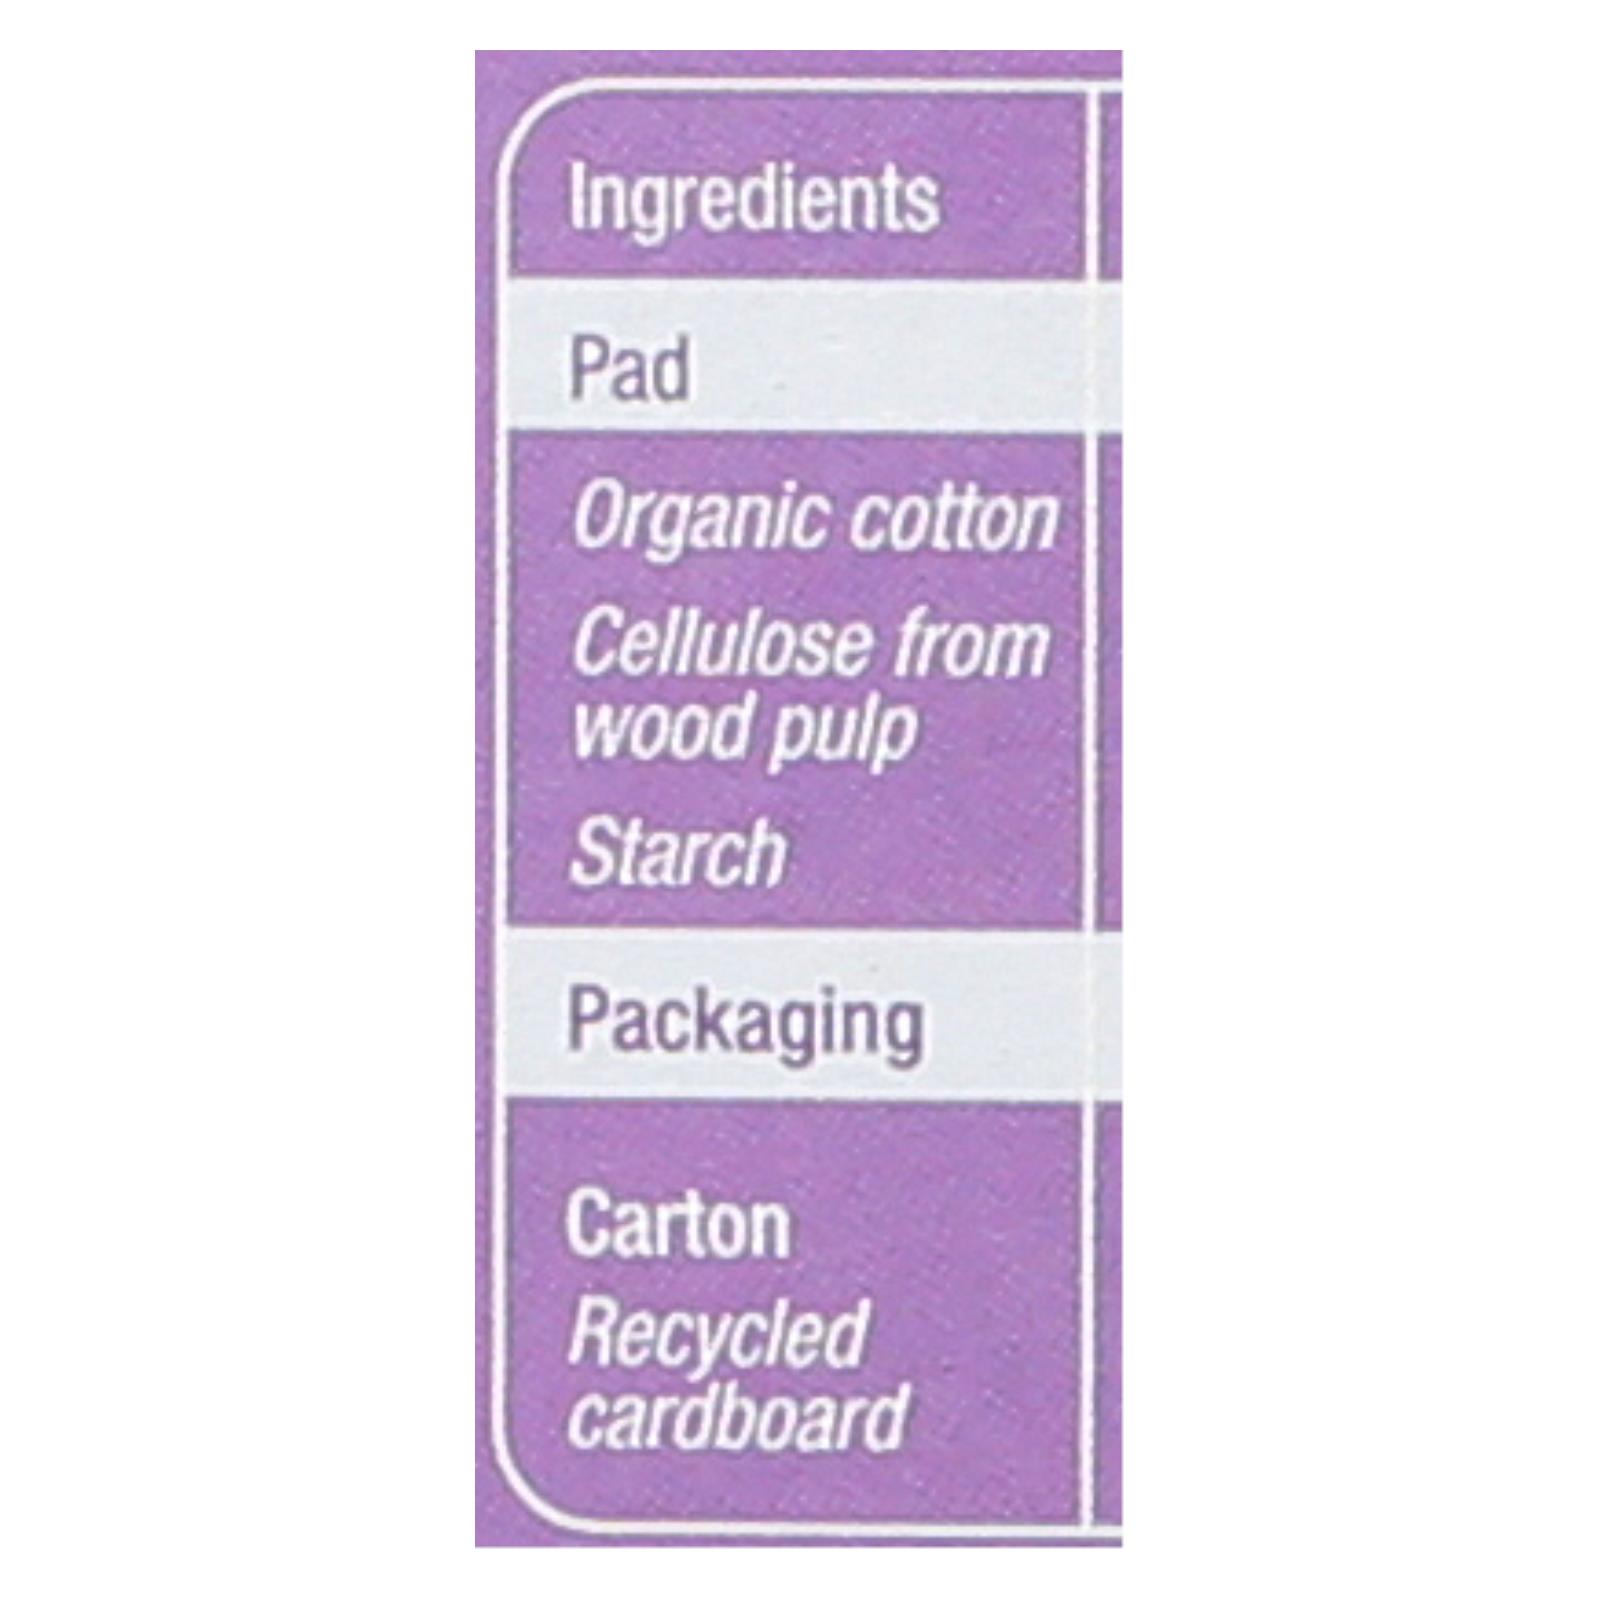 Ingredients
Pad
Organic cotton
Cellulose from
wood pulp
Starch
Packaging
Carton
Recycled
cardboard